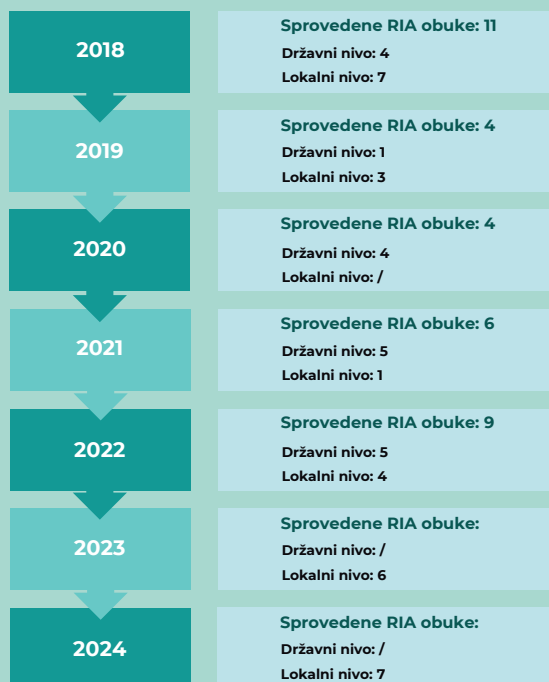 2018
Sprovedene RIA obuke: 11
Državni nivo: 4
Lokalni nivo: 7
2019
Sprovedene RIA obuke: 4
Državni nivo: 1
Lokalni nivo: 3
2020
Sprovedene RIA obuke: 4
Državni nivo: 4
Lokalni nivo: /
2021
Sprovedene RIA obuke: 6
Državni nivo: 5
Lokalni nivo: 1
2022
Sprovedene RIA obuke: 9
Državni nivo: 5
Lokalni nivo: 4
2023
Sprovedene RIA obuke:
Državni nivo: /
Lokalni nivo: 6
2024
Sprovedene RIA obuke:
Državni nivo: /
Lokalni nivo: 7